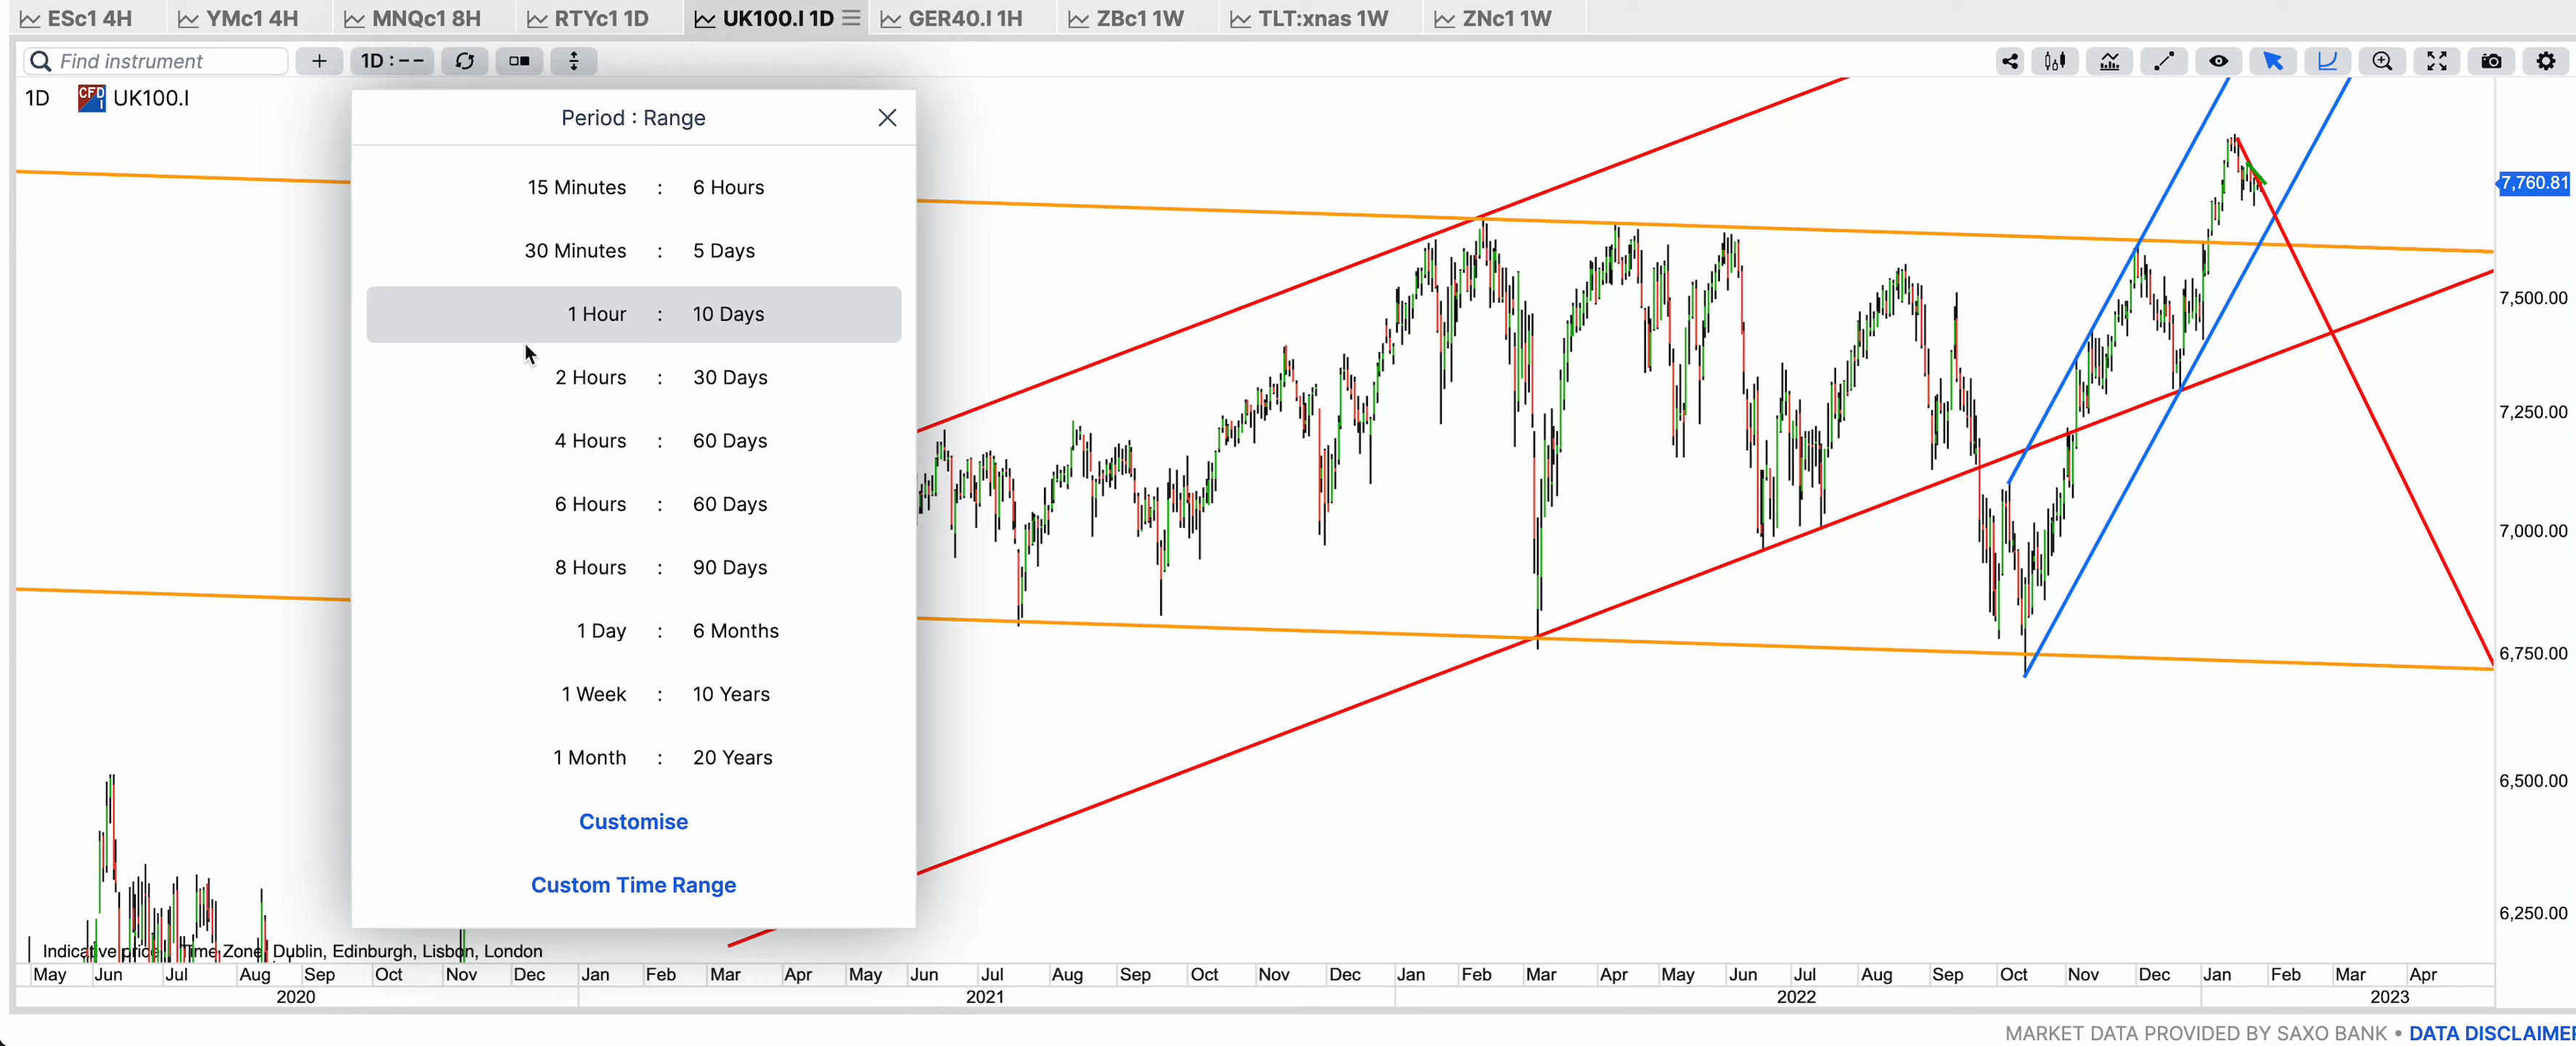 ESc1 4H YMc1 4H MNQc1 8H RTYc1 1D UK100.I 1D GER40.I 1H ZBc1 1W TLT:xnas 1W ZNc1 1W
Find instrument 1D : --
1D CFD I UK100.I
Period : Range
15 Minutes : 6 Hours
30 Minutes : 5 Days
1 Hour : 10 Days
2 Hours : 30 Days
4 Hours : 60 Days
6 Hours : 60 Days
8 Hours : 90 Days
1 Day : 6 Months
1 Week : 10 Years
1 Month : 20 Years
Customise
Custom Time Range
7,760.81
7,500.00
7,250.00
7,000.00
6,750.00
6,500.00
6,250.00
Indicative price Time Zone: Dublin, Edinburgh, Lisbon, London
May Jun Jul Aug Sep Oct Nov Dec Jan Feb Mar Apr May Jun Jul Aug Sep Oct Nov Dec Jan Feb Mar Apr May Jun Jul Aug Sep Oct Nov Dec Jan Feb Mar Apr
2020 2021 2022 2023
MARKET DATA PROVIDED BY SAXO BANK • DATA DISCLAIMER